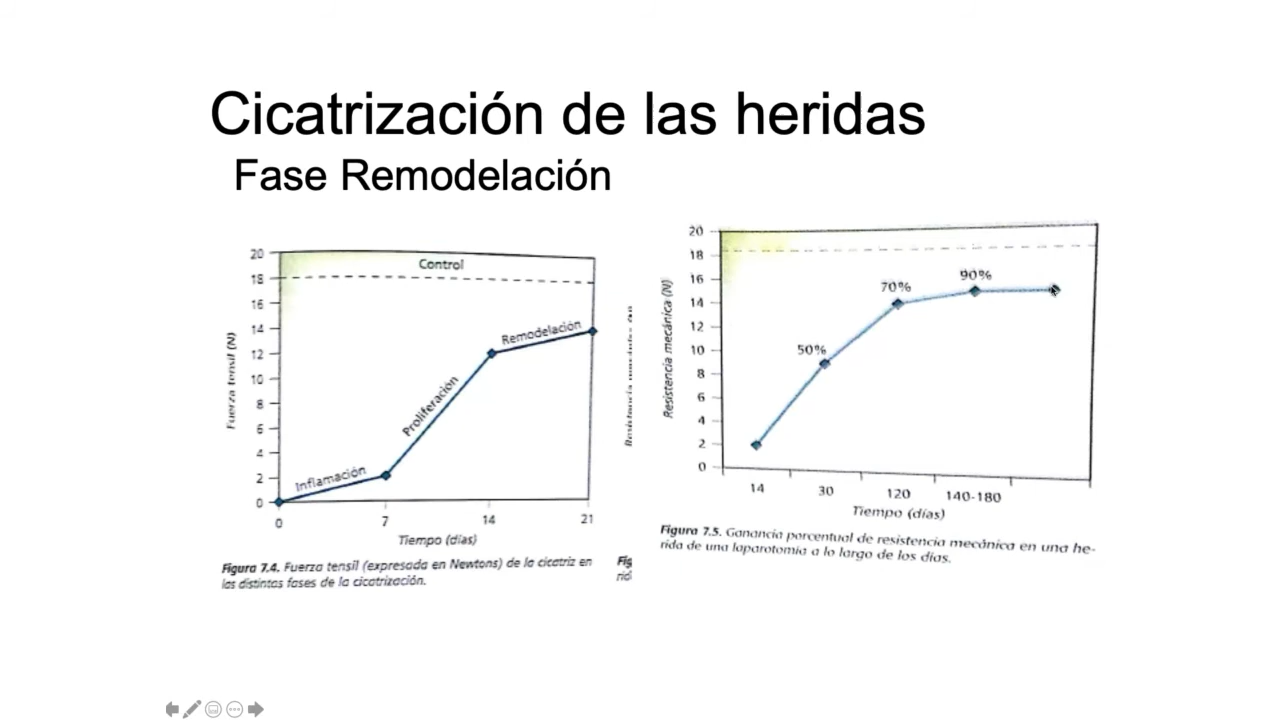 Cicatrización de las heridas
Fase Remodelación
20
18
16
14
12
10
8
6
4
2
0
Fuerza tensil (N)
Control
Inflamación
Proliferación
Remodelación
0 7 14 21
Tiempo (días)
Figura 7.4. Fuerza tensil (expresada en Newtons) de la cicatriz en
las distintas fases de la cicatrización.
Fig
rid
20
18
16
14
12
10
8
6
4
2
0
Resistencia mecánica (N)
50%
70%
90%
14 30 120 140-180
Tiempo (días)
Figura 7.5. Ganancia porcentual de resistencia mecánica en una he-
rida de una laparotomía a lo largo de los días.